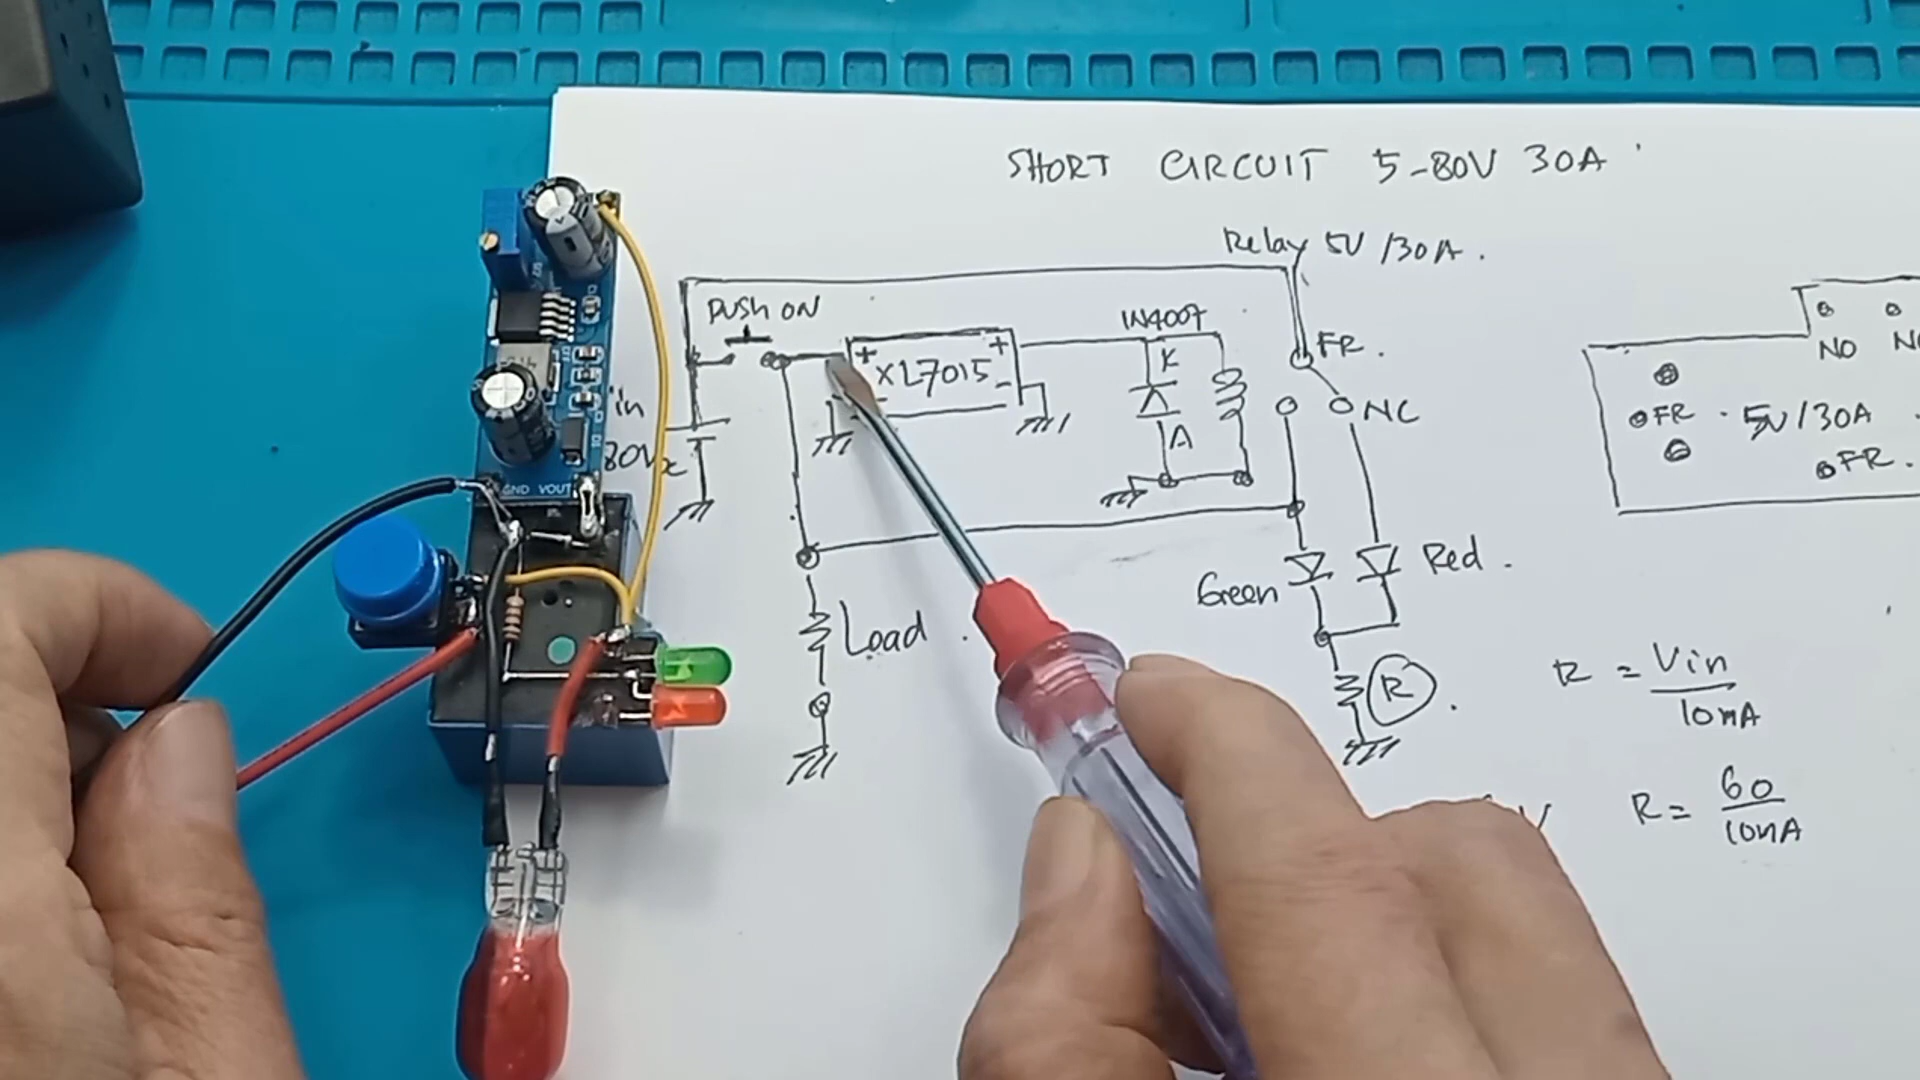 SHORT CIRCUIT 5-80V 30A
Relay 5V/30A.
PUSH ON
1N4007
+ XL7015 + -
K
A
FR.
NC
in
80V
GND VOUT
Load
Green
Red
R
R = Vin
10mA
R = 60
10mA
V
NO
FR
5V/30A
FR.